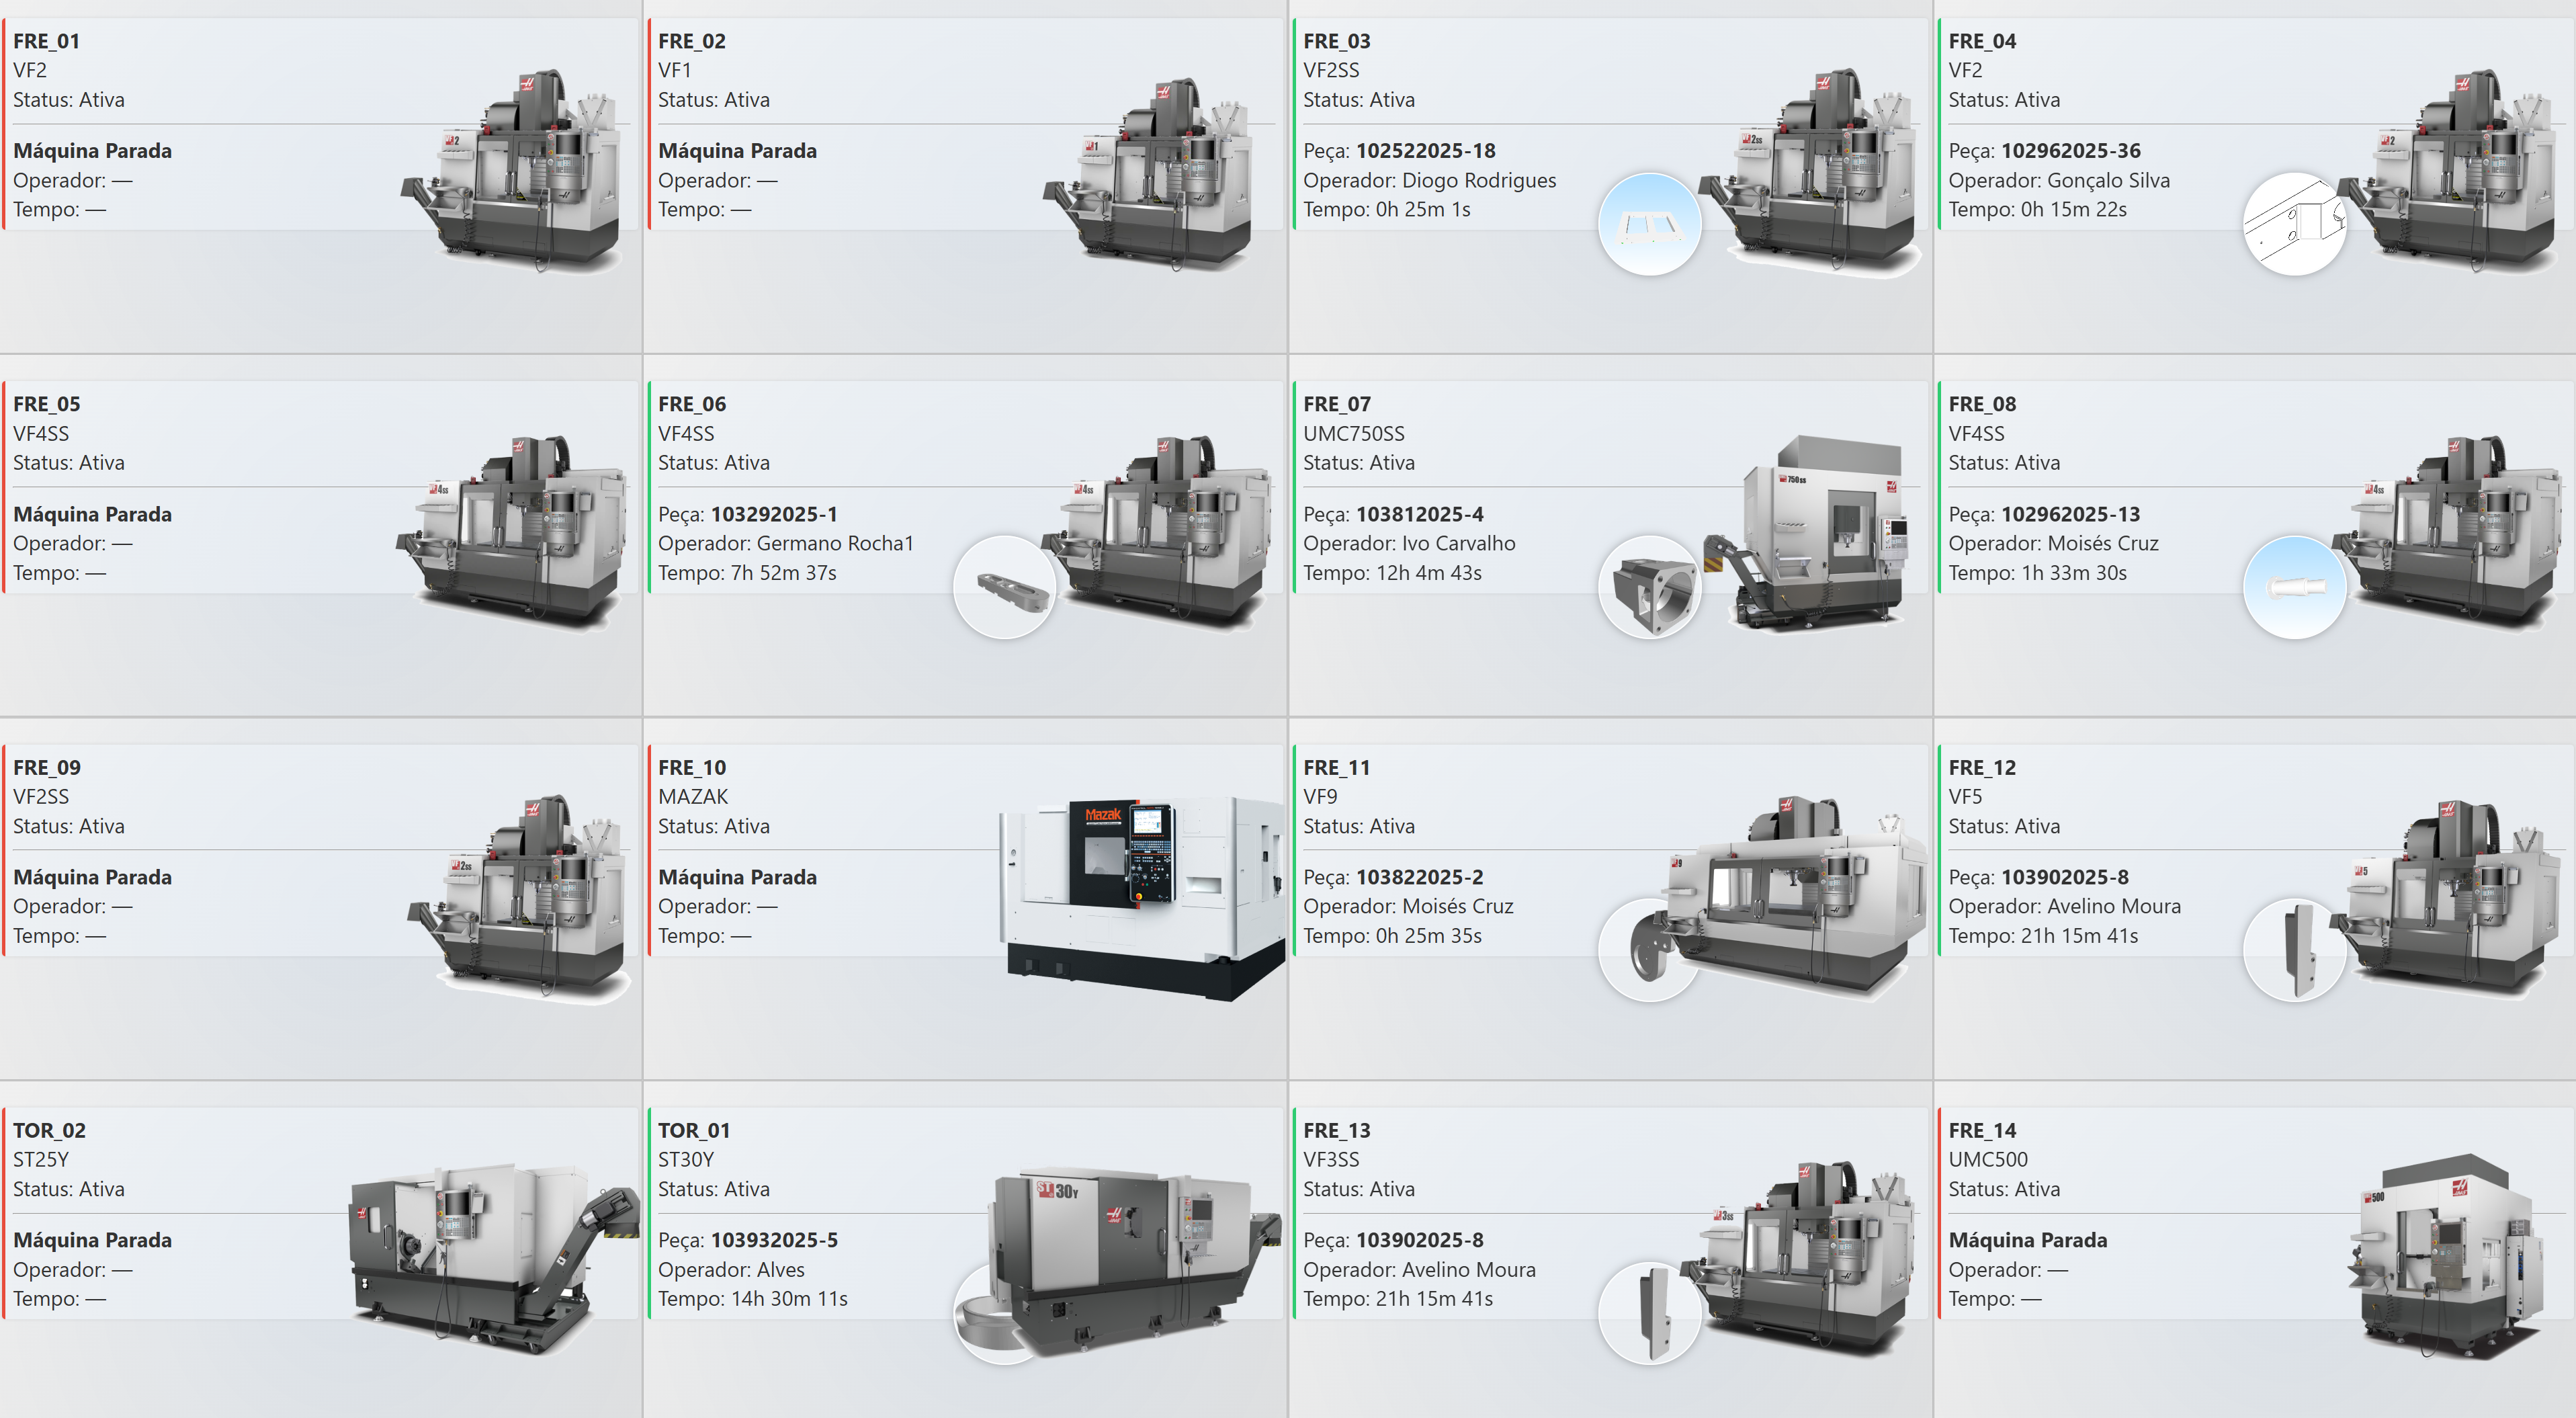 FRE_01
VF2
Status: Ativa
Máquina Parada
Operador: —
Tempo: —
FRE_02
VF1
Status: Ativa
Máquina Parada
Operador: —
Tempo: —
FRE_03
VF2SS
Status: Ativa
Peça: 102522025-18
Operador: Diogo Rodrigues
Tempo: 0h 25m 1s
FRE_04
VF2
Status: Ativa
Peça: 102962025-36
Operador: Gonçalo Silva
Tempo: 0h 15m 22s
FRE_05
VF4SS
Status: Ativa
Máquina Parada
Operador: —
Tempo: —
FRE_06
VF4SS
Status: Ativa
Peça: 103292025-1
Operador: Germano Rocha1
Tempo: 7h 52m 37s
FRE_07
UMC750SS
Status: Ativa
Peça: 103812025-4
Operador: Ivo Carvalho
Tempo: 12h 4m 43s
750SS
FRE_08
VF4SS
Status: Ativa
Peça: 102962025-13
Operador: Moisés Cruz
Tempo: 1h 33m 30s
FRE_09
VF2SS
Status: Ativa
Máquina Parada
Operador: —
Tempo: —
FRE_10
MAZAK
Status: Ativa
Máquina Parada
Operador: —
Tempo: —
Mazak
FRE_11
VF9
Status: Ativa
Peça: 103822025-2
Operador: Moisés Cruz
Tempo: 0h 25m 35s
FRE_12
VF5
Status: Ativa
Peça: 103902025-8
Operador: Avelino Moura
Tempo: 21h 15m 41s
TOR_02
ST25Y
Status: Ativa
Máquina Parada
Operador: —
Tempo: —
TOR_01
ST30Y
Status: Ativa
Peça: 103932025-5
Operador: Alves
Tempo: 14h 30m 11s
ST 30Y
FRE_13
VF3SS
Status: Ativa
Peça: 103902025-8
Operador: Avelino Moura
Tempo: 21h 15m 41s
FRE_14
UMC500
Status: Ativa
Máquina Parada
Operador: —
Tempo: —
500